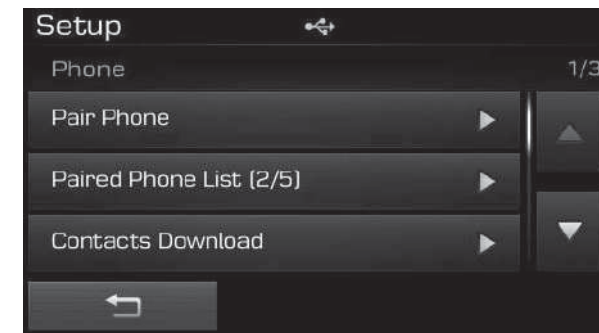 Setup
Phone 1/3
Pair Phone
Paired Phone List (2/5)
Contacts Download